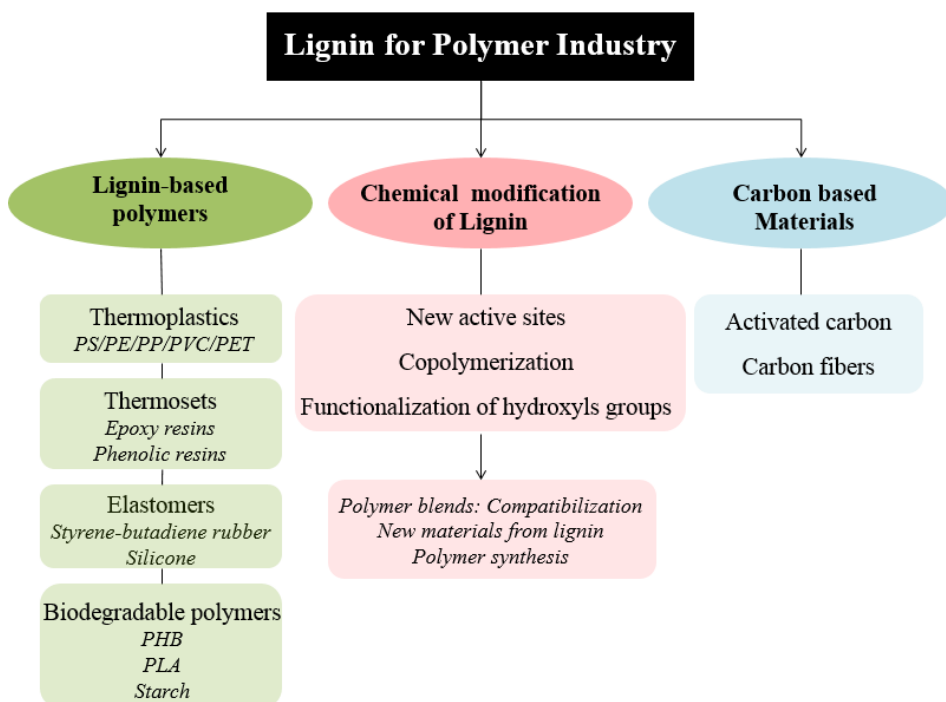 Lignin for Polymer Industry
Lignin-based
polymers
Chemical modification
of Lignin
Carbon based
Materials
Thermoplastics
PS/PE/PP/PVC/PET
Thermosets
Epoxy resins
Phenolic resins
Elastomers
Styrene-butadiene rubber
Silicone
Biodegradable polymers
PHB
PLA
Starch
New active sites
Copolymerization
Functionalization of hydroxyls groups
Polymer blends: Compatibilization
New materials from lignin
Polymer synthesis
Activated carbon
Carbon fibers